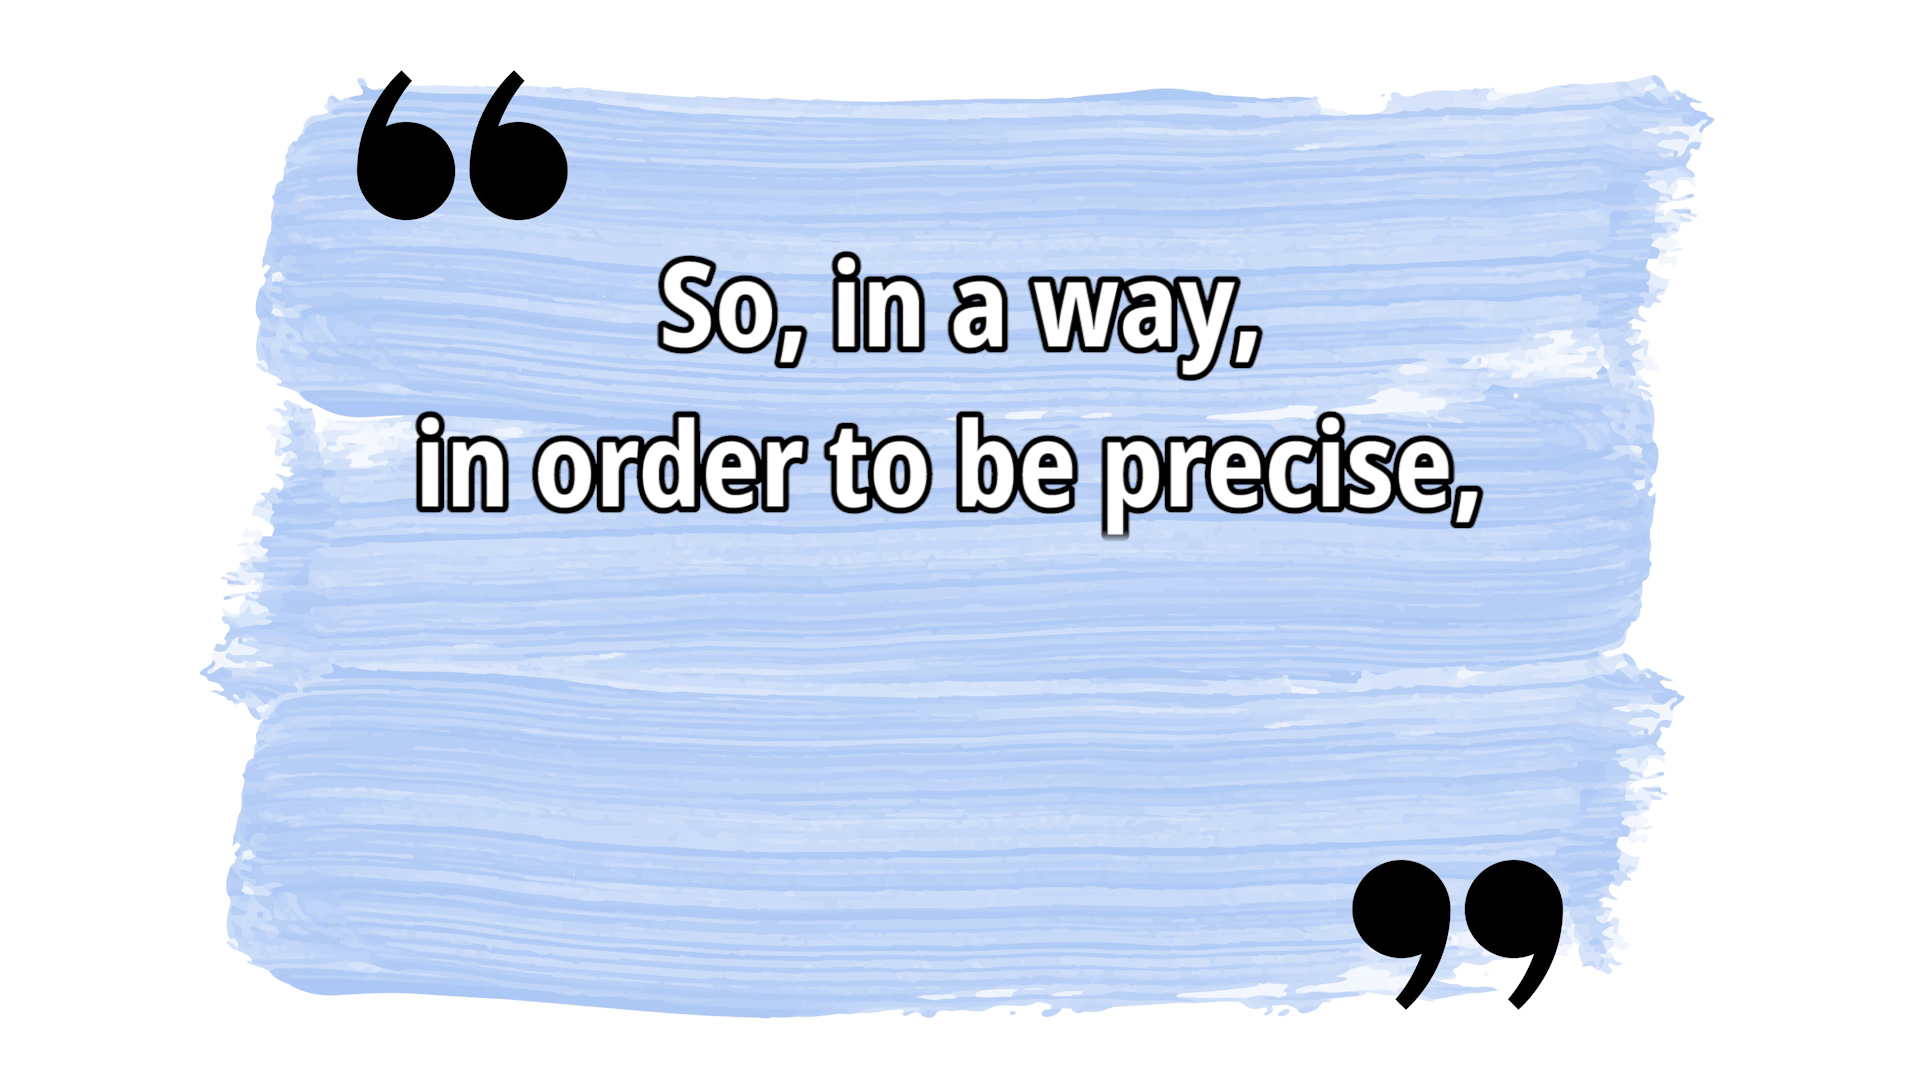 So, in a way,
in order to be precise,